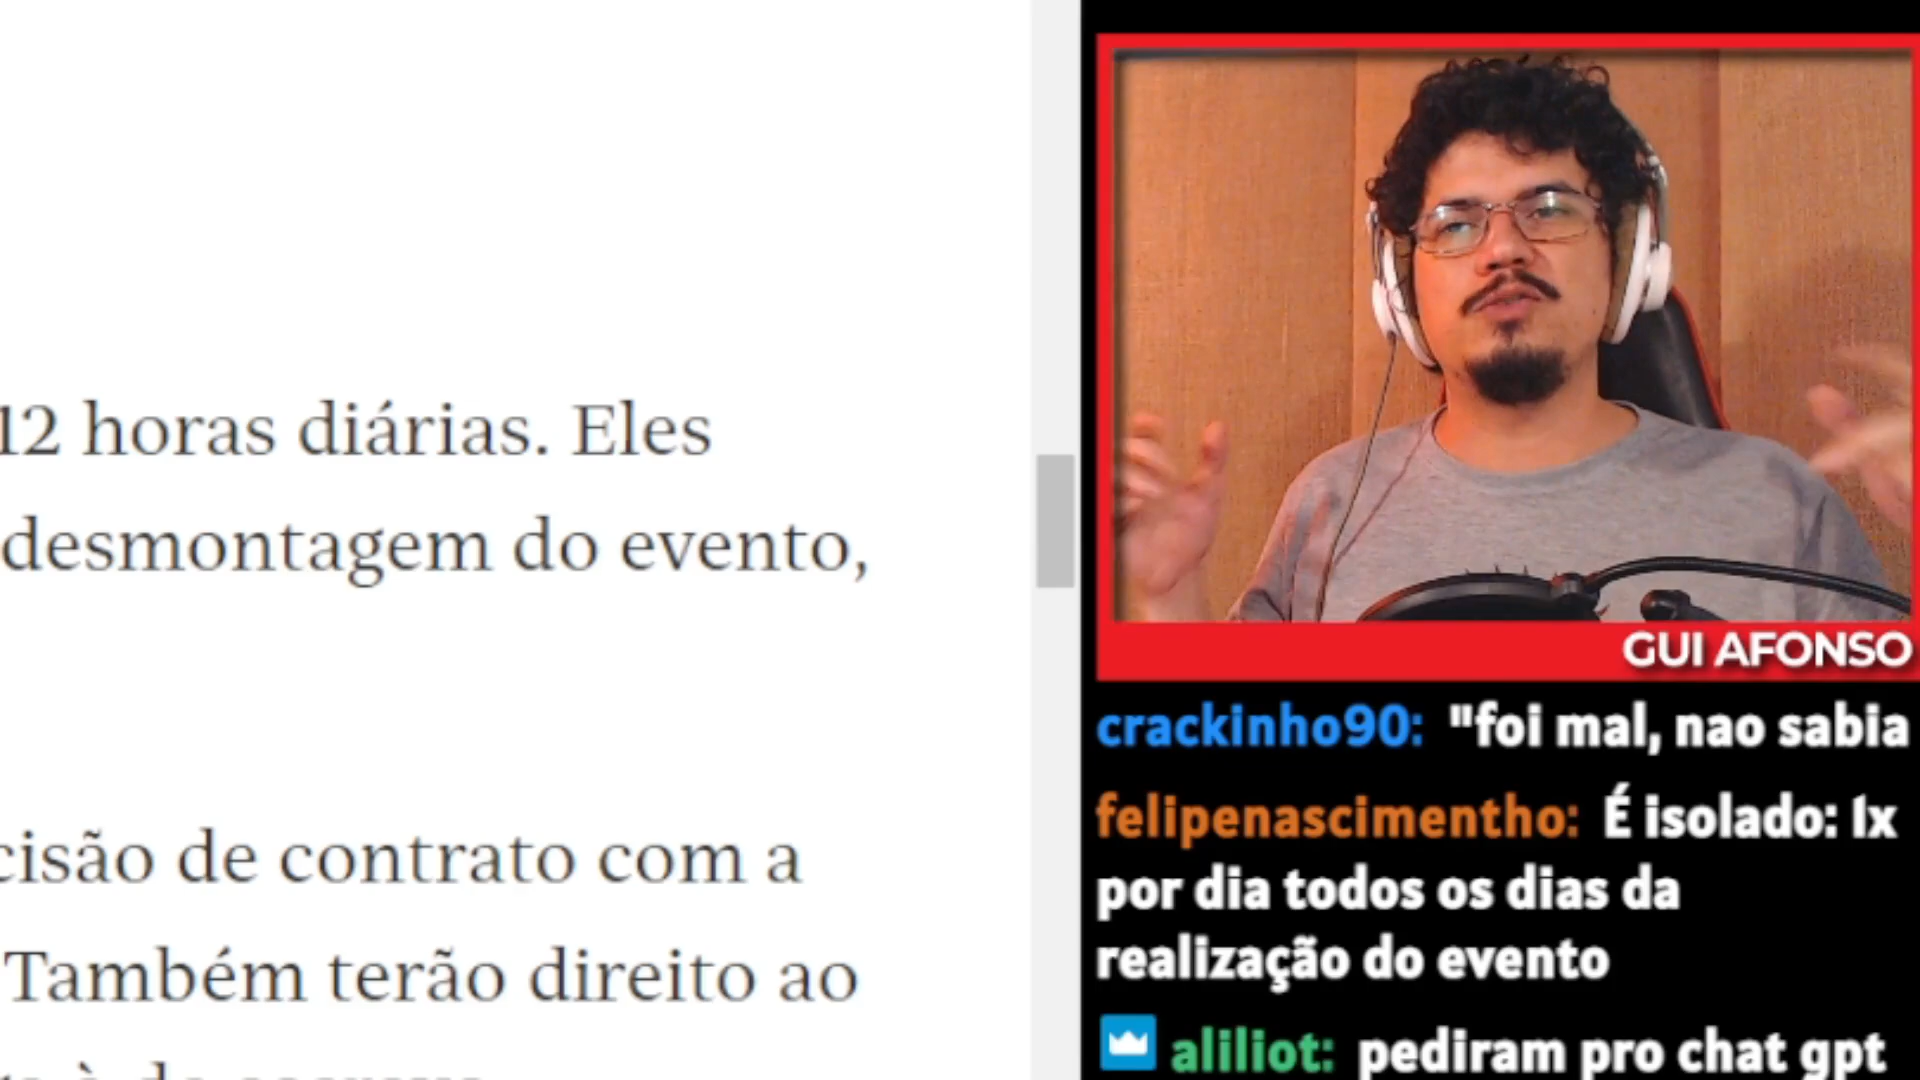 12 horas diárias. Eles
desmontagem do evento,
cisão de contrato com a
Também terão direito ao
GUI AFONSO
crackinho90: "foi mal, nao sabia
felipenascimentho: É isolado: 1x
por dia todos os dias da
realização do evento
aliliot: pediram pro chat gpt